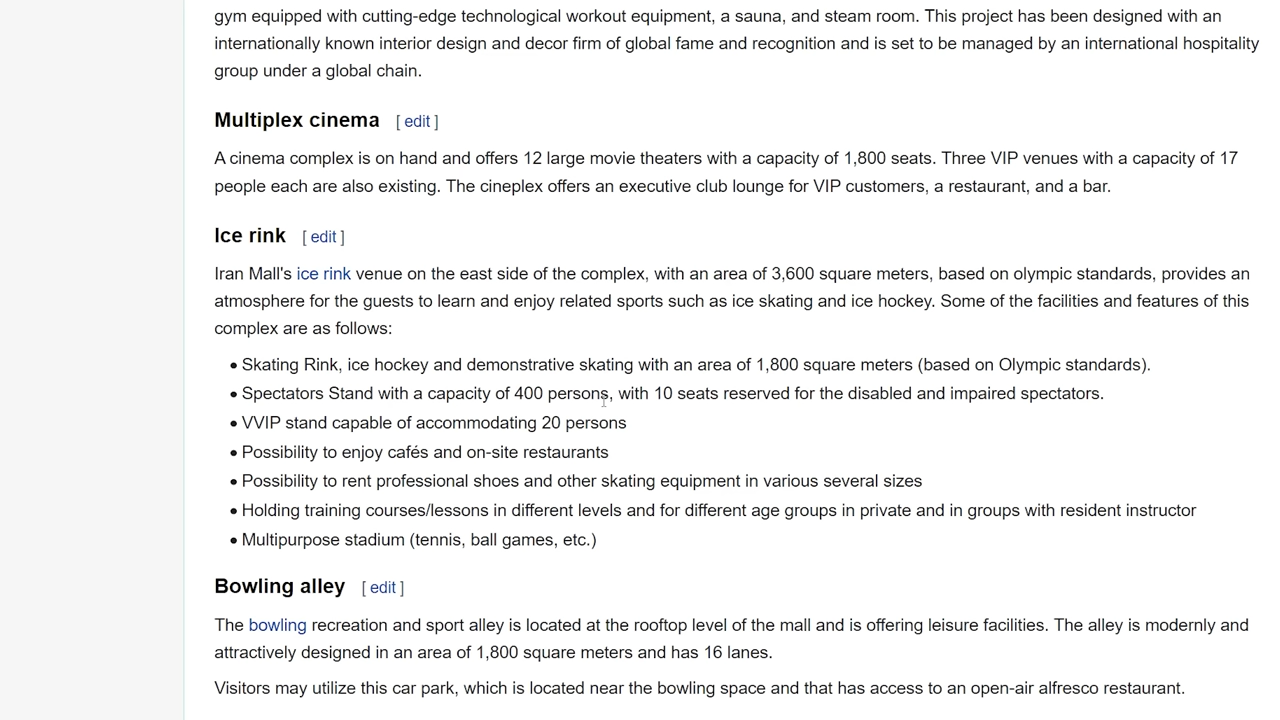 gym equipped with cutting-edge technological workout equipment, a sauna, and steam room. This project has been designed with an
internationally known interior design and decor firm of global fame and recognition and is set to be managed by an international hospitality
group under a global chain.
Multiplex cinema [ edit ]
A cinema complex is on hand and offers 12 large movie theaters with a capacity of 1,800 seats. Three VIP venues with a capacity of 17
people each are also existing. The cineplex offers an executive club lounge for VIP customers, a restaurant, and a bar.
Ice rink [ edit ]
Iran Mall's ice rink venue on the east side of the complex, with an area of 3,600 square meters, based on olympic standards, provides an
atmosphere for the guests to learn and enjoy related sports such as ice skating and ice hockey. Some of the facilities and features of this
complex are as follows:
• Skating Rink, ice hockey and demonstrative skating with an area of 1,800 square meters (based on Olympic standards).
• Spectators Stand with a capacity of 400 persons, with 10 seats reserved for the disabled and impaired spectators.
• VVIP stand capable of accommodating 20 persons
• Possibility to enjoy cafés and on-site restaurants
• Possibility to rent professional shoes and other skating equipment in various several sizes
• Holding training courses/lessons in different levels and for different age groups in private and in groups with resident instructor
• Multipurpose stadium (tennis, ball games, etc.)
Bowling alley [ edit ]
The bowling recreation and sport alley is located at the rooftop level of the mall and is offering leisure facilities. The alley is modernly and
attractively designed in an area of 1,800 square meters and has 16 lanes.
Visitors may utilize this car park, which is located near the bowling space and that has access to an open-air alfresco restaurant.